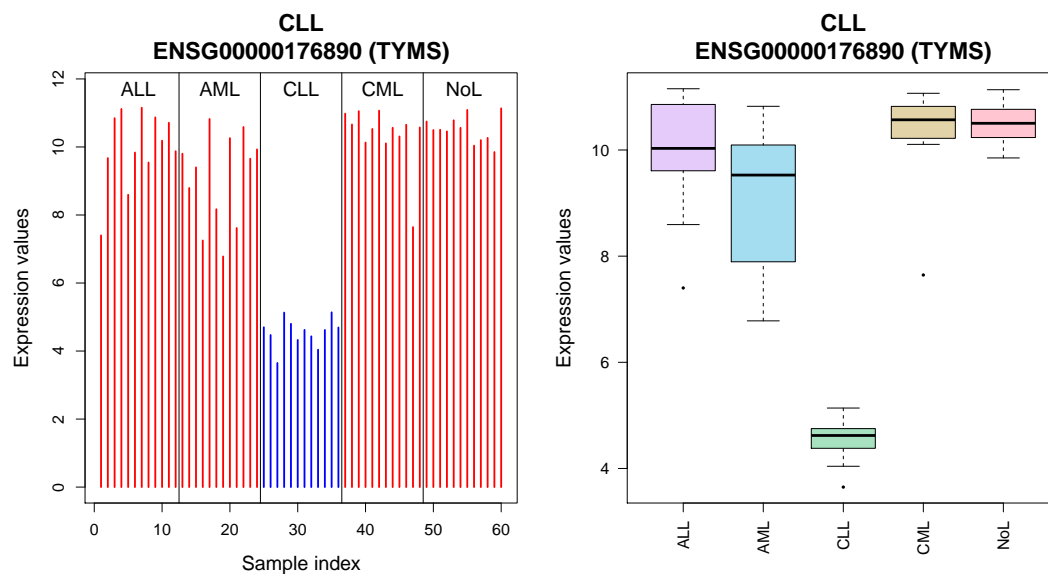 CLL
ENSG00000176890 (TYMS)
ALL AML CLL CML NoL
Expression values
12
10
8
6
4
2
0
0 10 20 30 40 50 60
Sample index
CLL
ENSG00000176890 (TYMS)
Expression values
10
8
6
4
ALL
AML
CLL
CML
NoL